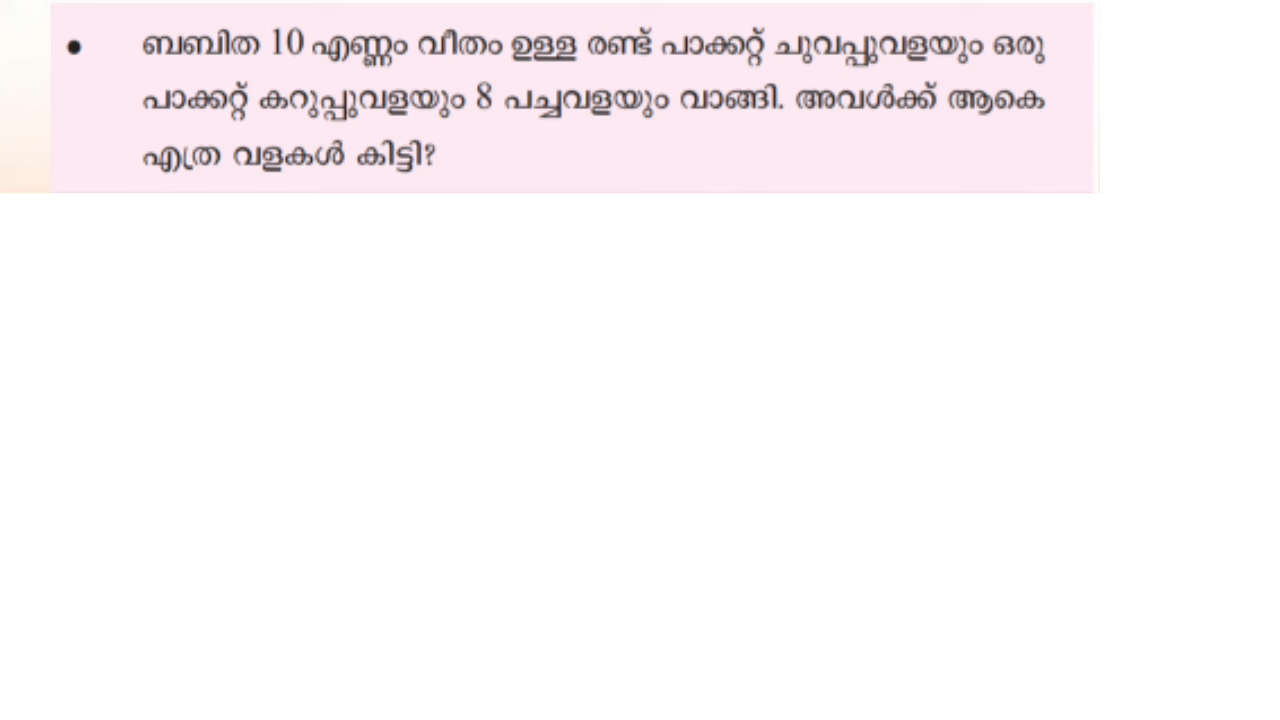 • ബബിത 10 എണ്ണം വീതം ഉള്ള രണ്ട് പാക്കറ്റ് ചുവപ്പുവളയും ഒരു
പാക്കറ്റ് കറുപ്പുവളയും 8 പച്ചവളയും വാങ്ങി. അവൾക്ക് ആകെ
എത്ര വളകൾ കിട്ടി?